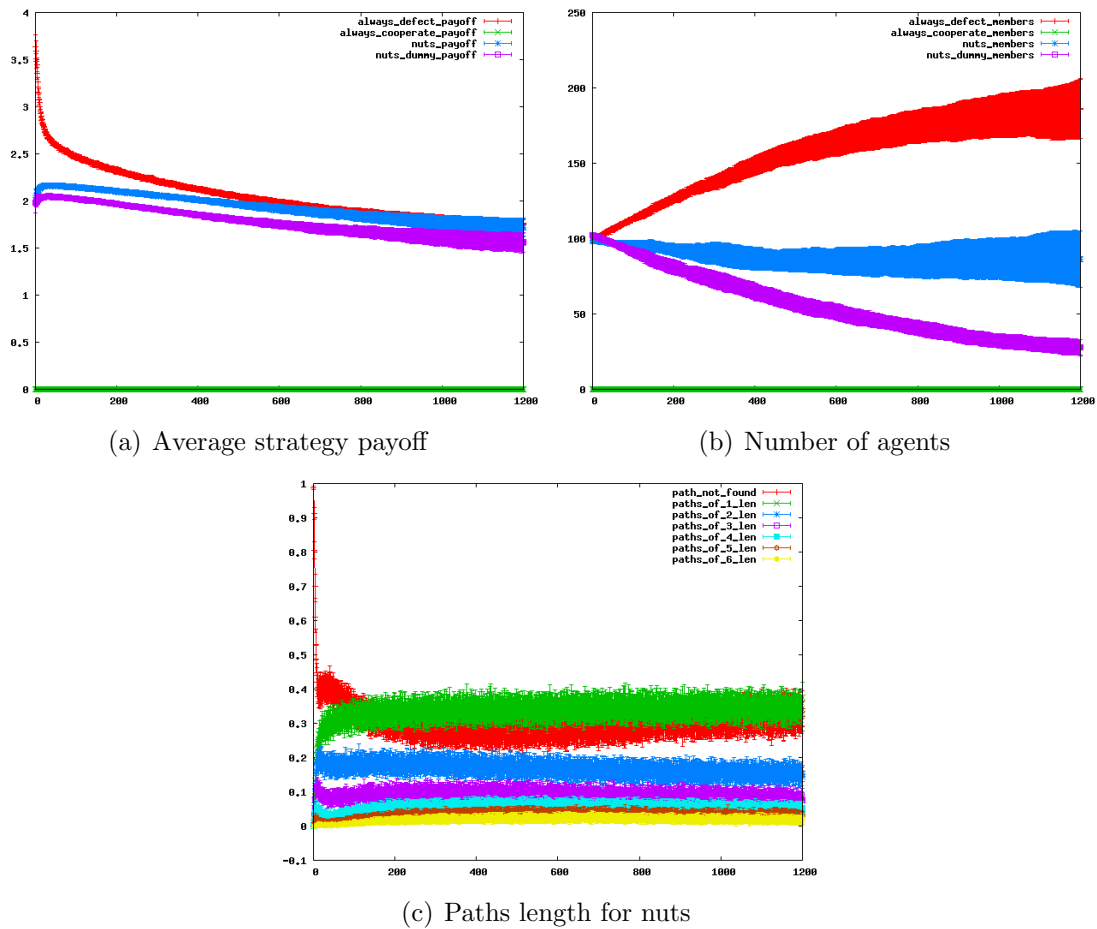 always_defect_payoff
always_cooperate_payoff
nuts_payoff
nuts_dummy_payoff
4
3.5
3
2.5
2
1.5
1
0.5
0
0 200 400 600 800 1000 1200
(a) Average strategy payoff
always_defect_members
always_cooperate_members
nuts_members
nuts_dummy_members
250
200
150
100
50
0
0 200 400 600 800 1000 1200
(b) Number of agents
path_not_found
paths_of_1_len
paths_of_2_len
paths_of_3_len
paths_of_4_len
paths_of_5_len
paths_of_6_len
1
0.9
0.8
0.7
0.6
0.5
0.4
0.3
0.2
0.1
0
-0.1
0 200 400 600 800 1000 1200
(c) Paths length for nuts